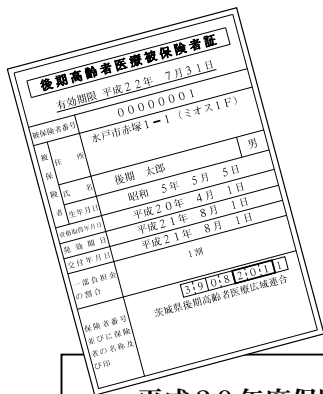 後期高齢者医療被保険者証
有効期限 平成22年 7月31日
被保険者番号 00000001
被保険者
住所 水戸市赤塚1-1 (ミオス1F)
氏名 後期 太郎 男
生年月日 昭和 5年 5月 5日
資格取得年月日 平成20年 4月 1日
発効期日 平成21年 8月 1日
交付年月日 平成21年 8月 1日
一部負担金の割合 1割
保険者番号並びに保険者の名称及び印
39082011
茨城県後期高齢者医療広域連合